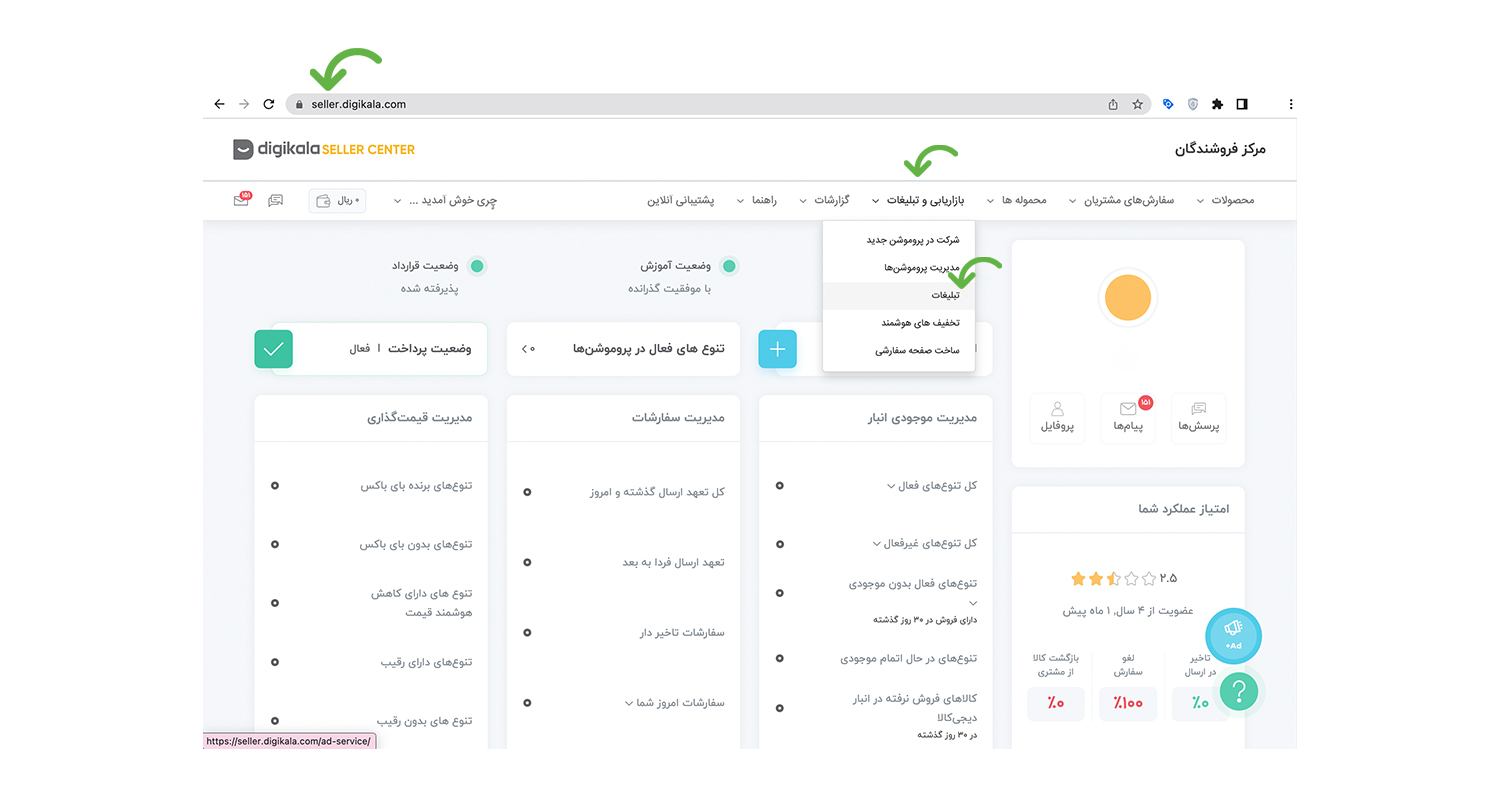 seller.digikala.com
digikala SELLER CENTER
مرکز فروشندگان
محصولات
سفارش‌های مشتریان
محموله ها
بازاریابی و تبلیغات
گزارشات
راهنما
پشتیبانی آنلاین
چری خوش آمدید ...
۰ ریال
۱۵۱
شرکت در پروموشن جدید
مدیریت پروموشن‌ها
تبلیغات
تخفیف های هوشمند
ساخت صفحه سفارشی
وضعیت آموزش
با موفقیت گذرانده
وضعیت قرارداد
پذیرفته شده
تنوع های فعال در پروموشن‌ها
۰
وضعیت پرداخت | فعال
پرسش‌ها
۱۵۱
پیام‌ها
پروفایل
امتیاز عملکرد شما
۲.۵
عضویت از ۴ سال, ۱ ماه پیش
تاخیر
در ارسال
٪۰
لغو
سفارش
٪۱۰۰
بازگشت کالا
از مشتری
٪۰
Ad+
?
مدیریت موجودی انبار
کل تنوع‌های فعال
کل تنوع‌های غیرفعال
تنوع‌های فعال بدون موجودی
دارای فروش در ۳۰ روز گذشته
تنوع‌های در حال اتمام موجودی
کالاهای فروش نرفته در انبار
دیجی‌کالا
در ۳۰ روز گذشته
مدیریت سفارشات
کل تعهد ارسال گذشته و امروز
تعهد ارسال فردا به بعد
سفارشات تاخیر دار
سفارشات امروز شما
مدیریت قیمت‌گذاری
تنوع‌های برنده بای باکس
تنوع‌های بدون بای باکس
تنوع های دارای کاهش
هوشمند قیمت
تنوع‌های دارای رقیب
تنوع های بدون رقیب
https://seller.digikala.com/ad-service/